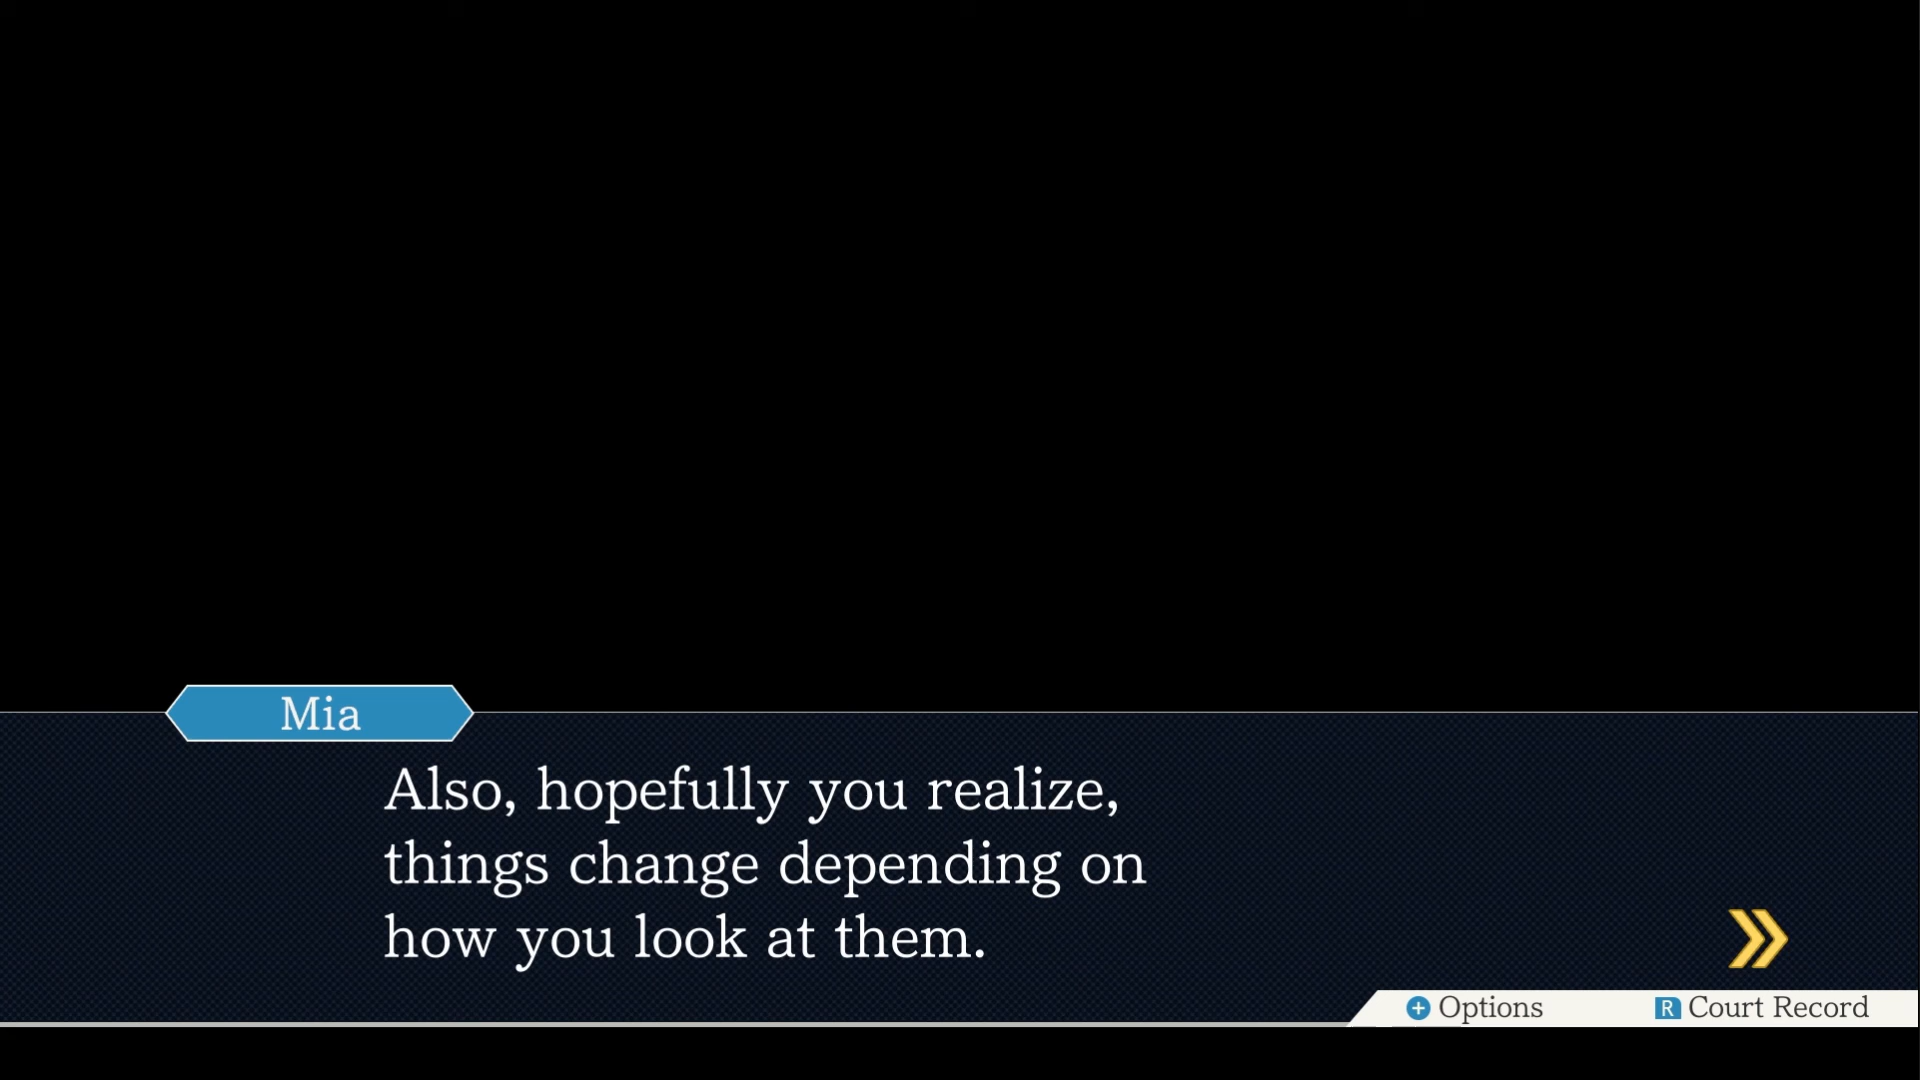 Mia
Also, hopefully you realize,
things change depending on
how you look at them.
+ Options R Court Record